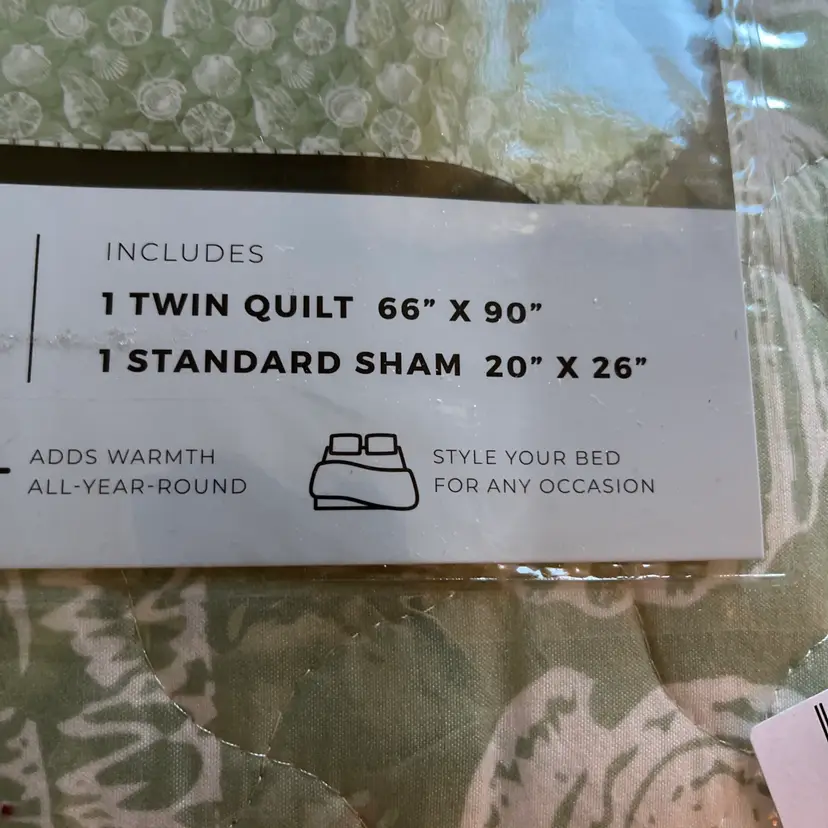 INCLUDES
1 TWIN QUILT 66” X 90”
1 STANDARD SHAM 20” X 26”
ADDS WARMTH
ALL-YEAR-ROUND
STYLE YOUR BED
FOR ANY OCCASION